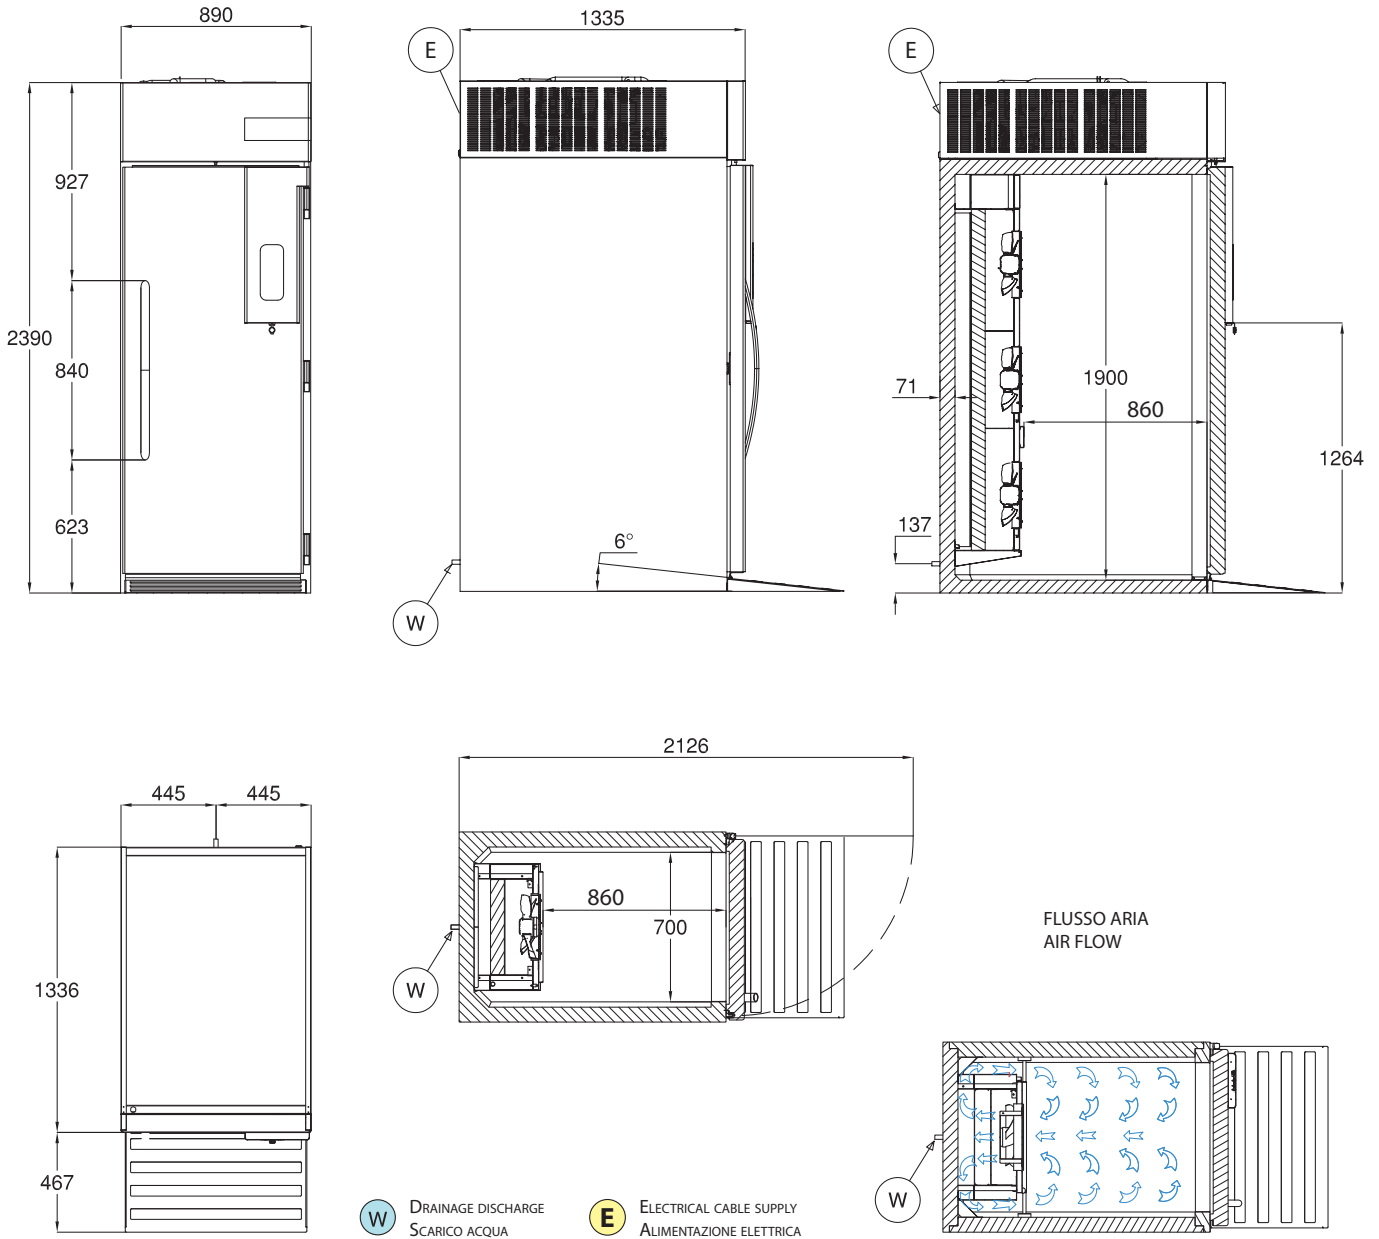 890
1335
E
E
927
2390
840
623
6°
W
71
1900
860
1264
137
2126
445
445
860
700
1336
467
W
FLUSSO ARIA
AIR FLOW
W
W
DRAINAGE DISCHARGE
SCARICO ACQUA
E
ELECTRICAL CABLE SUPPLY
ALIMENTAZIONE ELETTRICA